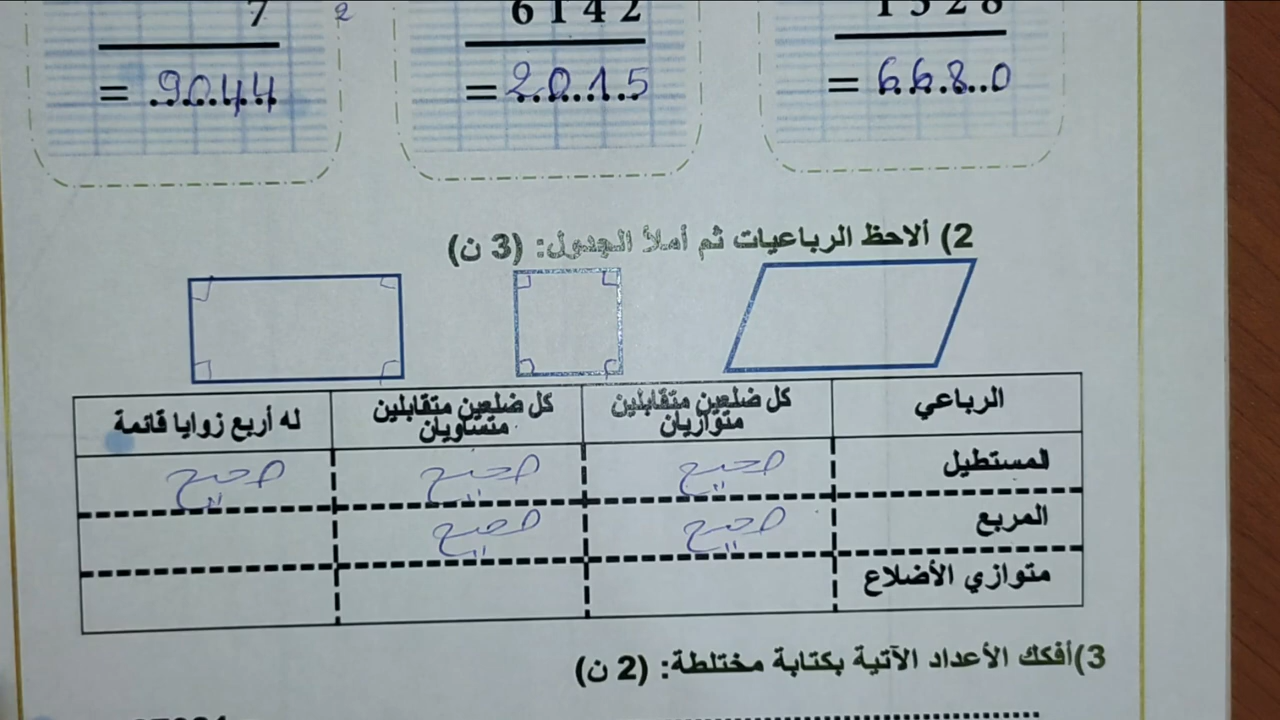 7 2 6 1 4 2 1 3 2 8
= 9044 = 2015 = 6680
2) ألاحظ الرباعيات ثم أملأ الجدول: (3 ن)
الرباعي كل ضلعين متقابلين متوازيان كل ضلعين متقابلين متساويان له أربع زوايا قائمة
المستطيل صحيح صحيح صحيح
المربع صحيح صحيح
متوازي الأضلاع
3)أفكك الأعداد الآتية بكتابة مختلطة: (2 ن)